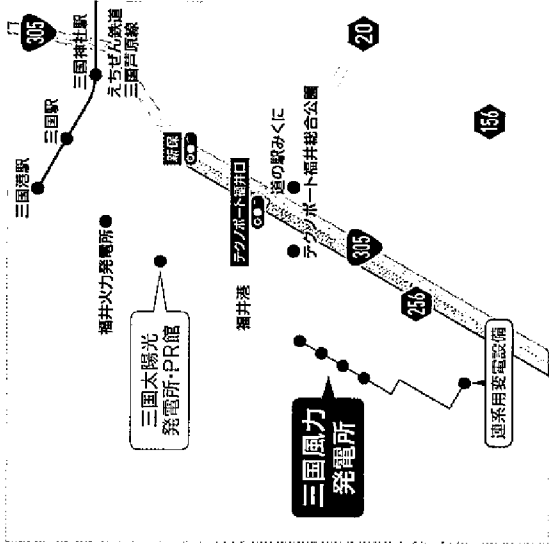 305
三国神社駅
えちぜん鉄道
三国芦原線
三国駅
三国港駅
20
156
新保
道の駅みくに
テクノポート福井総合公園
テクノポート福井口
305
256
福井火力発電所
福井港
三国太陽光
発電所・PR館
三国風力
発電所
連系用変電設備